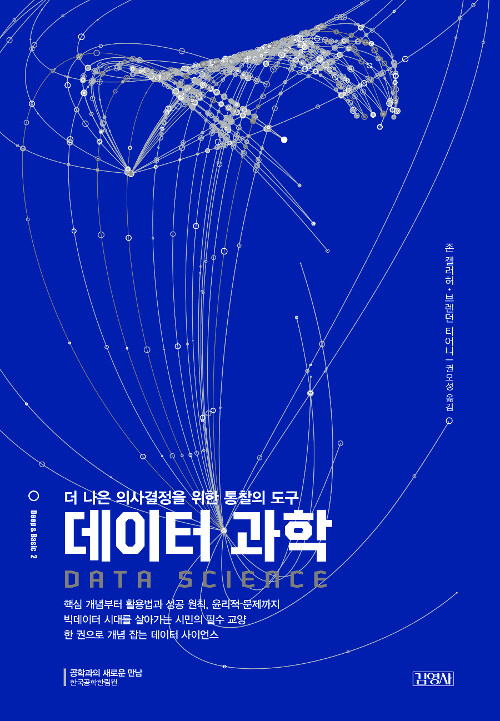 존 켈러허·브렌던 티어니 | 권오성 옮김
Deep & Basic 2
더 나은 의사결정을 위한 통찰의 도구
데이터 과학
DATA SCIENCE
핵심 개념부터 활용법과 성공 원칙, 윤리적 문제까지
빅데이터 시대를 살아가는 시민의 필수 교양
한 권으로 개념 잡는 데이터 사이언스
공학과의 새로운 만남
한국공학한림원
김영사